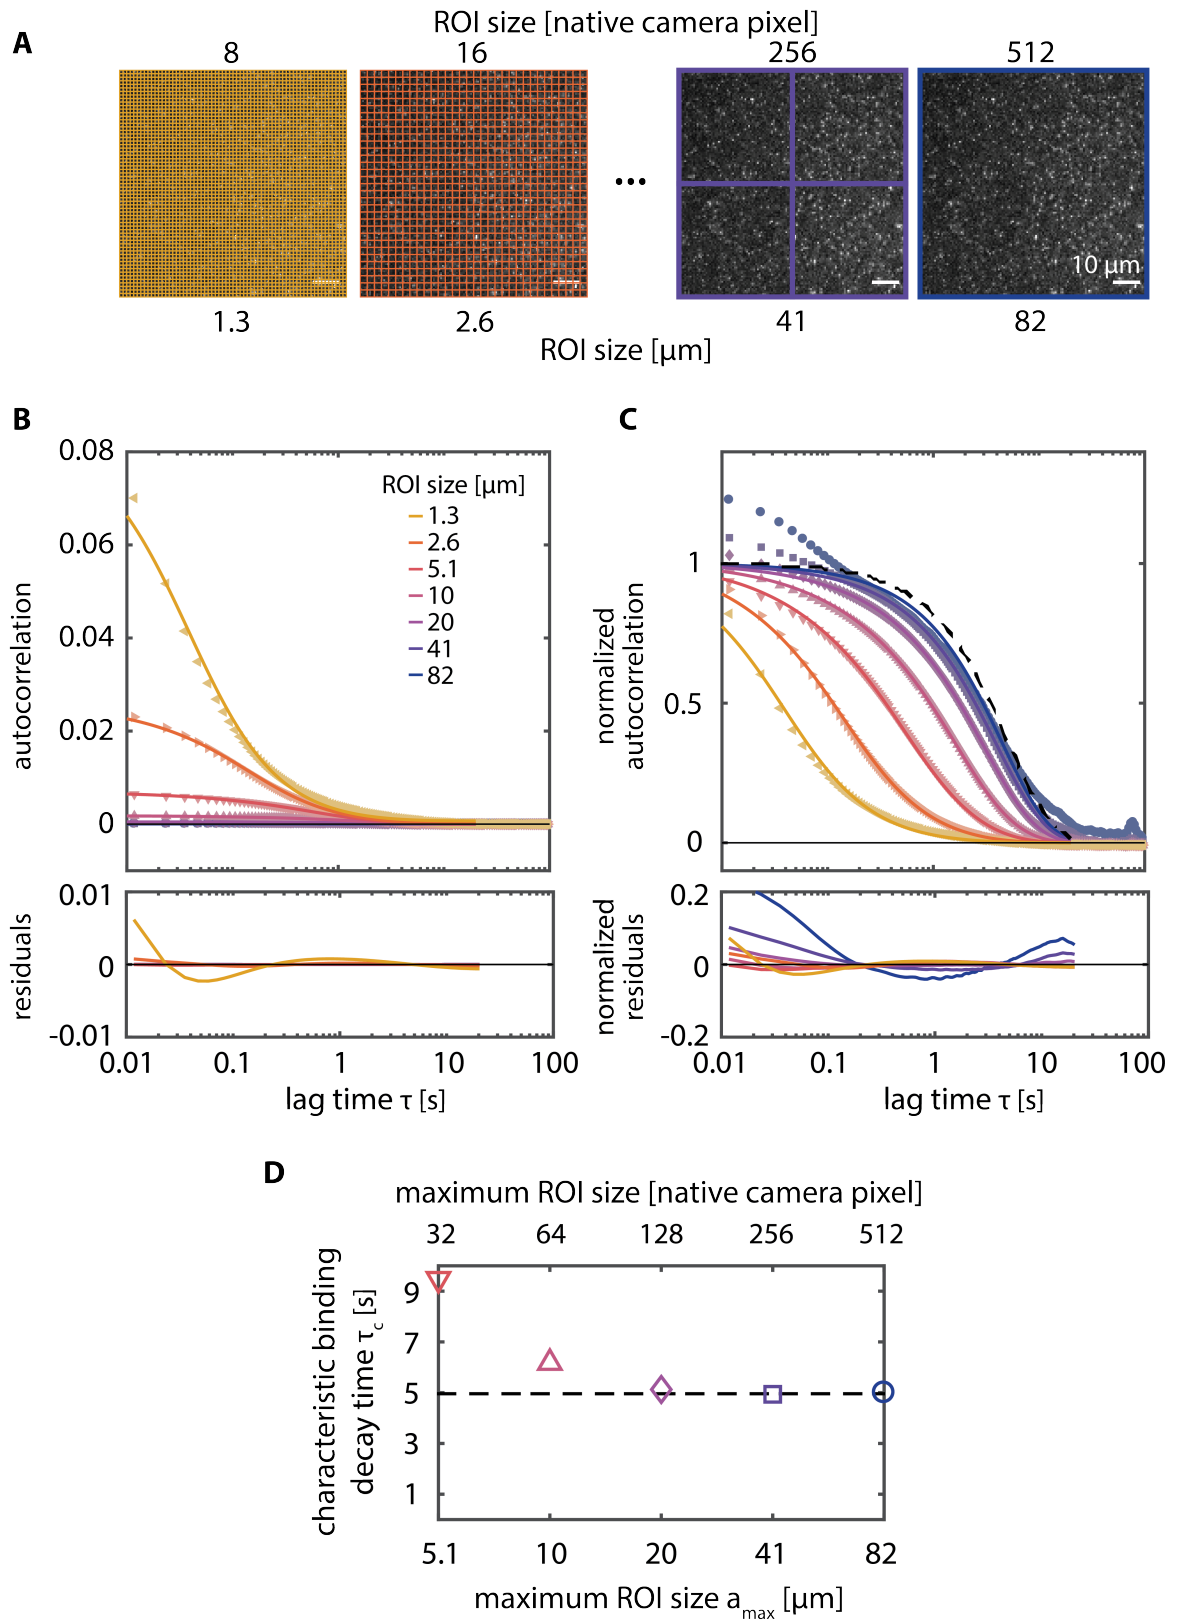 A
ROI size [native camera pixel]
8
16
256
512
...
10 µm
1.3
2.6
41
82
ROI size [µm]
B
0.08
0.06
0.04
0.02
0
autocorrelation
ROI size [µm]
1.3
2.6
5.1
10
20
41
82
0.01
0
-0.01
residuals
0.01
0.1
1
10
100
lag time τ [s]
C
1
0.5
0
normalized
autocorrelation
0.2
0
-0.2
normalized
residuals
0.01
0.1
1
10
100
lag time τ [s]
D
maximum ROI size [native camera pixel]
32
64
128
256
512
characteristic binding
decay time τc [s]
9
7
5
3
1
5.1
10
20
41
82
maximum ROI size amax [µm]